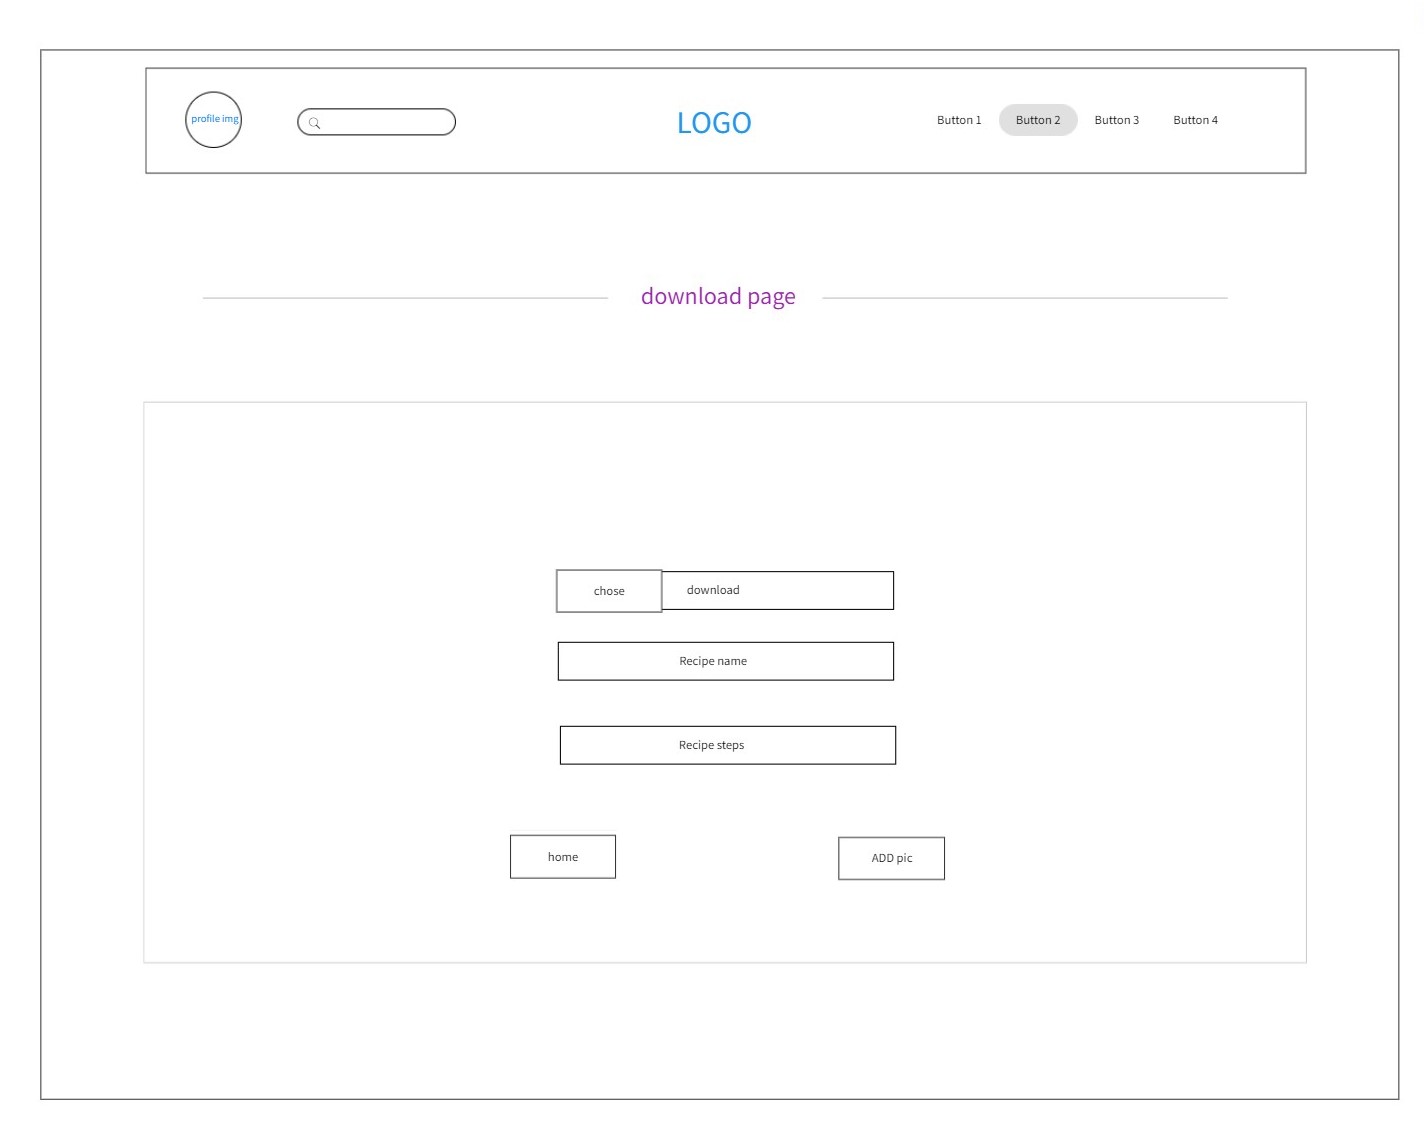 profile img
LOGO
Button 1
Button 2
Button 3
Button 4
download page
chose
download
Recipe name
Recipe steps
home
ADD pic